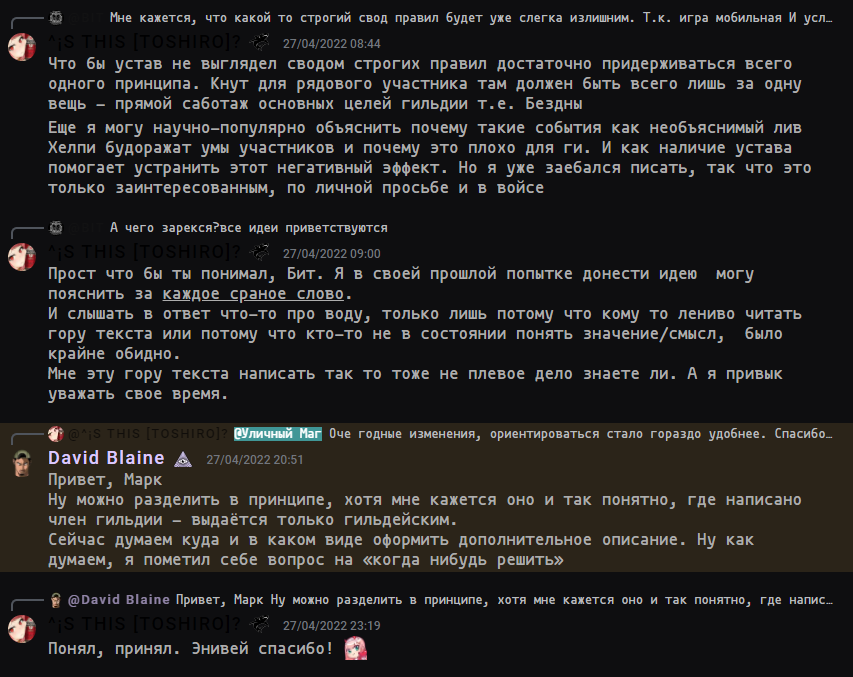 Мне кажется, что какой то строгий свод правил будет уже слегка излишним. Т.к. игра мобильная И усл…
^¡S THIS [TOSHIRO]? 27/04/2022 08:44
Что бы устав не выглядел сводом строгих правил достаточно придерживаться всего
одного принципа. Кнут для рядового участника там должен быть всего лишь за одну
вещь – прямой саботаж основных целей гильдии т.е. Бездны
Еще я могу научно-популярно объяснить почему такие события как необъяснимый лив
Хелпи будоражат умы участников и почему это плохо для ги. И как наличие устава
помогает устранить этот негативный эффект. Но я уже заебался писать, так что это
только заинтересованным, по личной просьбе и в войсе
А чего зарекся?все идеи приветствуются
^¡S THIS [TOSHIRO]? 27/04/2022 09:00
Прост что бы ты понимал, Бит. Я в своей прошлой попытке донести идею могу
пояснить за каждое сраное слово.
И слышать в ответ что-то про воду, только лишь потому что кому то лениво читать
гору текста или потому что кто-то не в состоянии понять значение/смысл, было
крайне обидно.
Мне эту гору текста написать так то тоже не плевое дело знаете ли. А я привык
уважать свое время.
@^¡S THIS [TOSHIRO]? @Уличный Маг Оче годные изменения, ориентироваться стало гораздо удобнее. Спасибо…
David Blaine 27/04/2022 20:51
Привет, Марк
Ну можно разделить в принципе, хотя мне кажется оно и так понятно, где написано
член гильдии – выдаётся только гильдейским.
Сейчас думаем куда и в каком виде оформить дополнительное описание. Ну как
думаем, я пометил себе вопрос на «когда нибудь решить»
@David Blaine Привет, Марк Ну можно разделить в принципе, хотя мне кажется оно и так понятно, где напис…
^¡S THIS [TOSHIRO]? 27/04/2022 23:19
Понял, принял. Энивей спасибо!